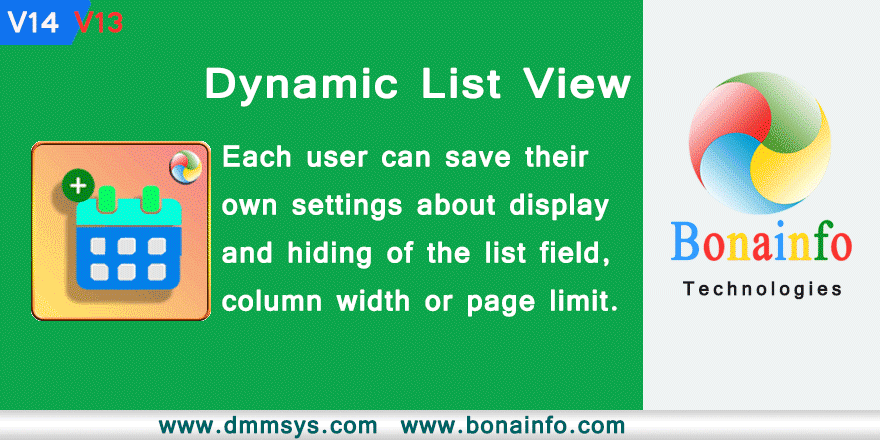 V14 V13
Dynamic List View
Each user can save their
own settings about display
and hiding of the list field,
column width or page limit.
Bonainfo
Technologies
www.dmmsys.com www.bonainfo.com